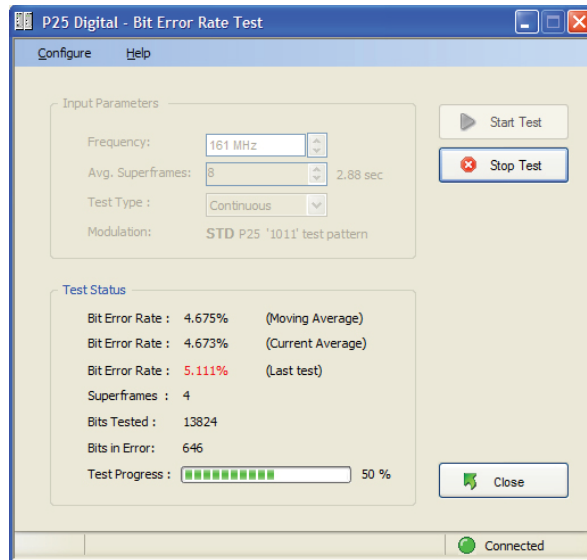 P25 Digital - Bit Error Rate Test
Configure Help
Input Parameters
Frequency: 161 MHz
Avg. Superframes: 8 2.88 sec
Test Type : Continuous
Modulation: STD P25 '1011' test pattern
Start Test
Stop Test
Test Status
Bit Error Rate : 4.675% (Moving Average)
Bit Error Rate : 4.673% (Current Average)
Bit Error Rate : 5.111% (Last test)
Superframes : 4
Bits Tested : 13824
Bits in Error: 646
Test Progress : 50 %
Close
Connected